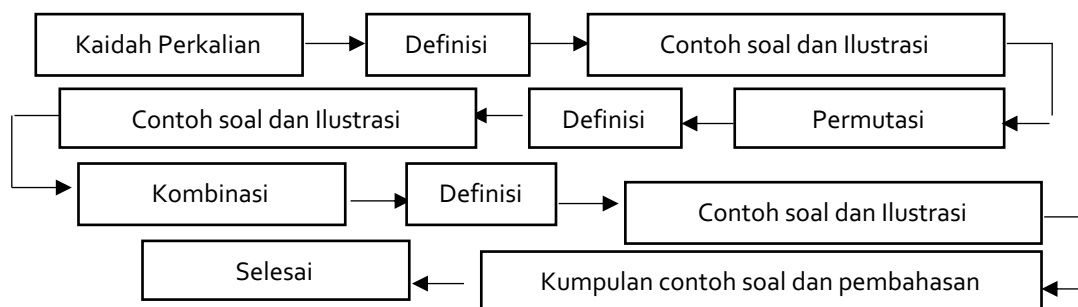 Kaidah Perkalian
Definisi
Contoh soal dan Ilustrasi
Permutasi
Definisi
Contoh soal dan Ilustrasi
Kombinasi
Definisi
Contoh soal dan Ilustrasi
Kumpulan contoh soal dan pembahasan
Selesai